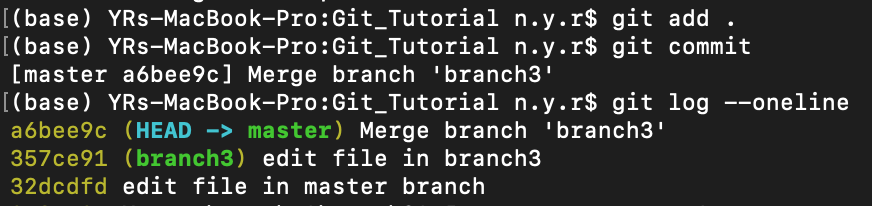 [(base) YRs-MacBook-Pro:Git_Tutorial n.y.r$ git add .
[(base) YRs-MacBook-Pro:Git_Tutorial n.y.r$ git commit
[master a6bee9c] Merge branch 'branch3'
[(base) YRs-MacBook-Pro:Git_Tutorial n.y.r$ git log --oneline
a6bee9c (HEAD -> master) Merge branch 'branch3'
357ce91 (branch3) edit file in branch3
32dcdfd edit file in master branch